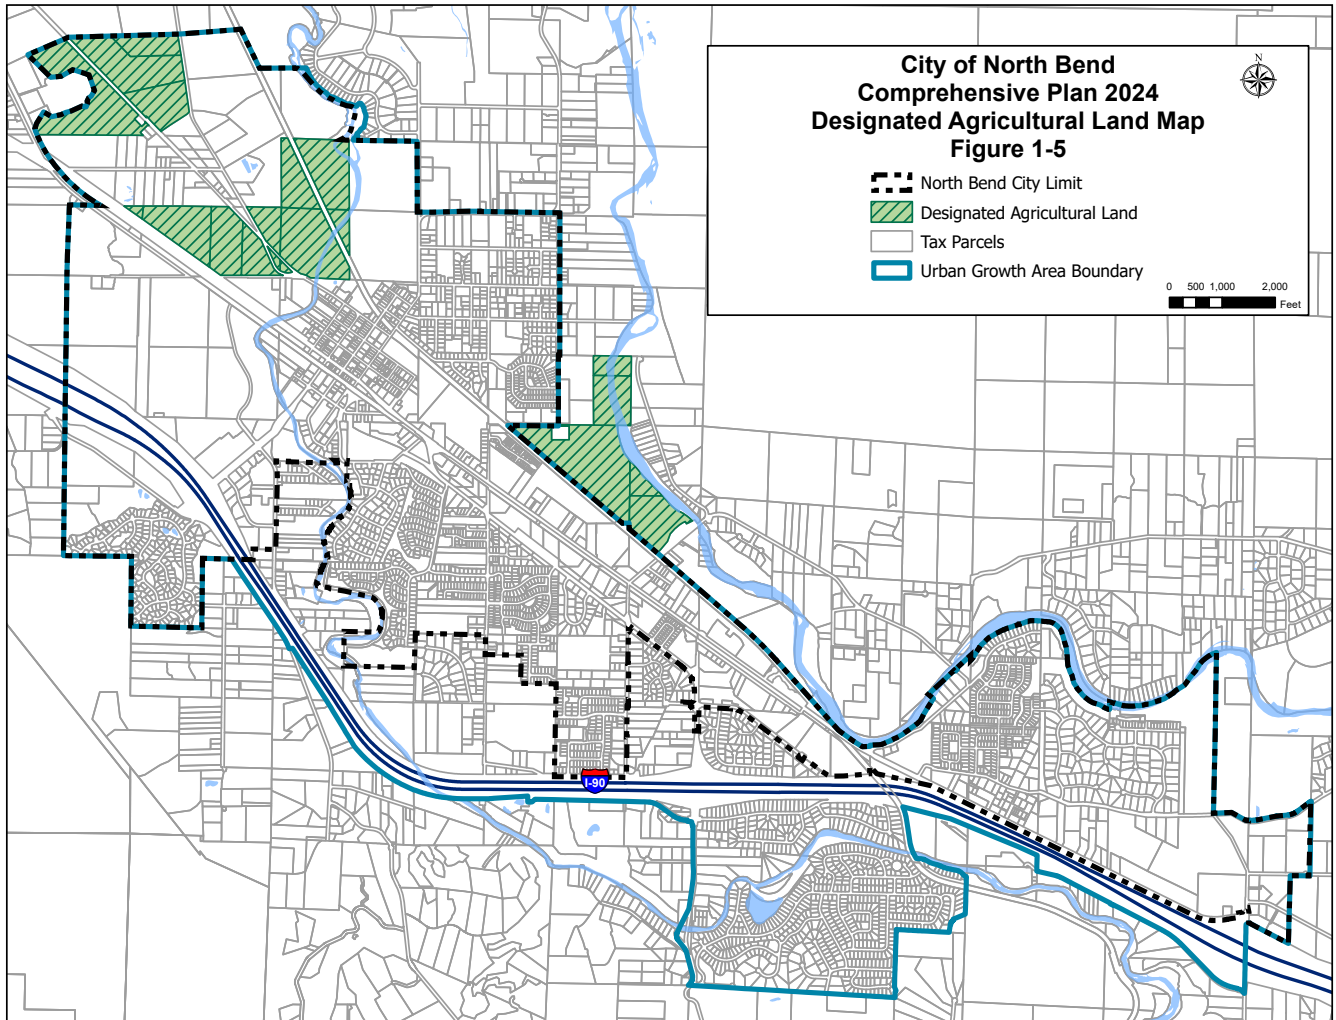 City of North Bend
Comprehensive Plan 2024
Designated Agricultural Land Map
Figure 1-5
N
North Bend City Limit
Designated Agricultural Land
Tax Parcels
Urban Growth Area Boundary
0 500 1,000 2,000
Feet
I-90